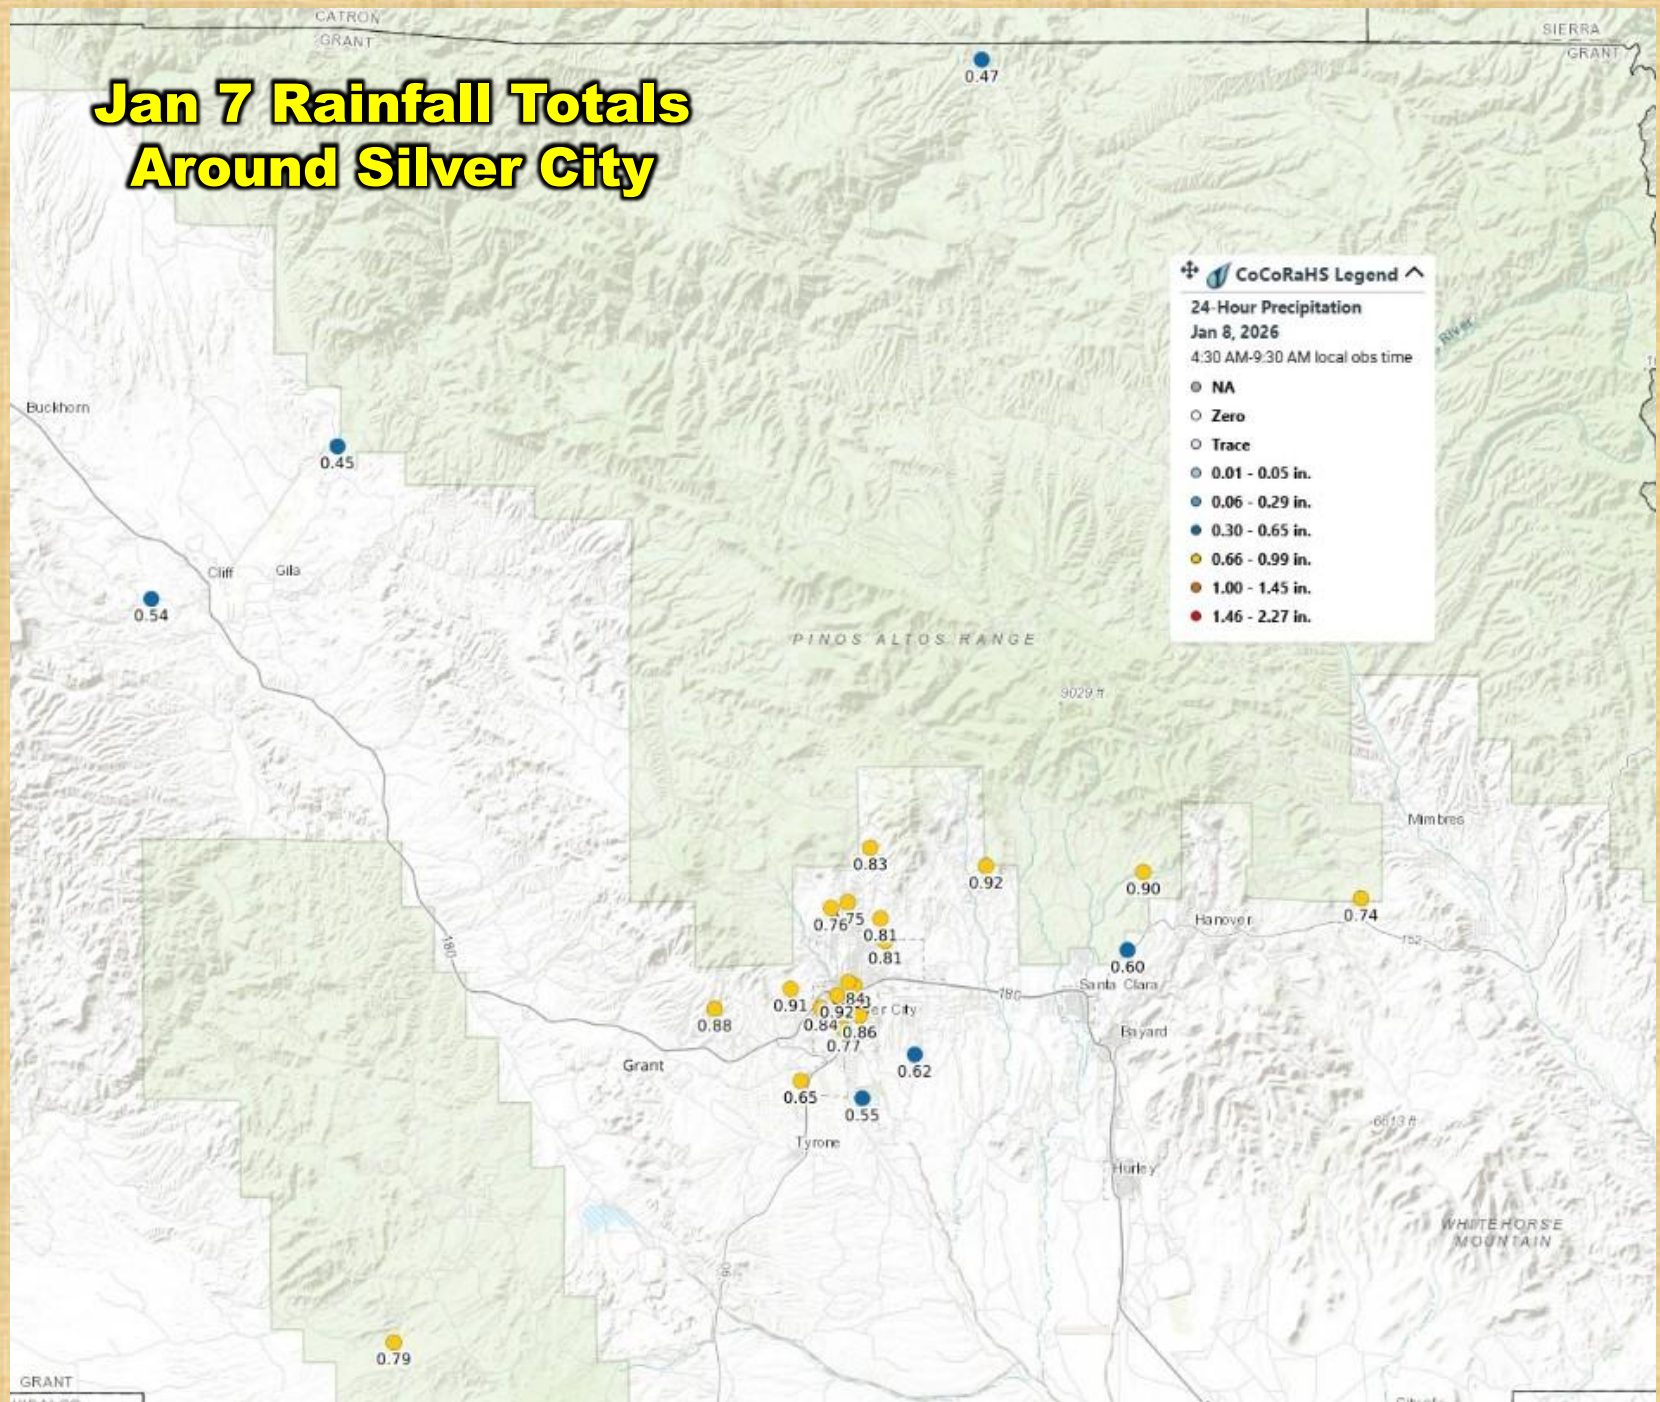 CATRON
GRANT
SIERRA
GRANT
0.47
Jan 7 Rainfall Totals
Around Silver City
CoCoRaHS Legend
24-Hour Precipitation
Jan 8, 2026
4:30 AM-9:30 AM local obs time
NA
Zero
Trace
0.01 - 0.05 in.
0.06 - 0.29 in.
0.30 - 0.65 in.
0.66 - 0.99 in.
1.00 - 1.45 in.
1.46 - 2.27 in.
River
Buckhorn
0.45
Cliff
Gila
0.54
PINOS ALTOS RANGE
9029 ft
Mimbres
0.83
0.92
0.90
0.74
0.76
75
0.81
0.81
Hanover
152
180
0.60
Santa Clara
180
0.91
0.88
84
0.92
er City
0.84
0.86
0.77
Bayard
Grant
0.62
0.65
0.55
Tyrone
6613 ft
Hurley
WHITEHORSE
MOUNTAIN
90
0.79
GRANT